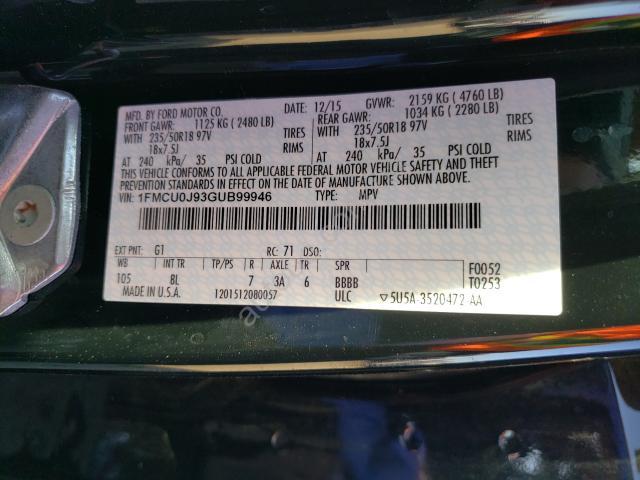 MFD. BY FORD MOTOR CO. DATE: 12/15 GVWR: 2159 KG ( 4760 LB)
FRONT GAWR: 1125 KG ( 2480 LB) REAR GAWR: 1034 KG ( 2280 LB)
WITH 235/50R18 97V TIRES WITH 235/50R18 97V TIRES
18x7.5J RIMS 18x7.5J RIMS
AT 240 kPa/ 35 PSI COLD AT 240 kPa/ 35 PSI COLD
THIS VEHICLE CONFORMS TO ALL APPLICABLE FEDERAL MOTOR VEHICLE SAFETY AND THEFT
PREVENTION STANDARDS IN EFFECT ON THE DATE OF MANUFACTURE SHOWN ABOVE.
VIN: 1FMCU0J93GUB99946 TYPE: MPV
EXT PNT: G1 RC: 71 DSO:
WB INT TR TP/PS R AXLE TR SPR F0052
105 8L 7 3A 6 BBBB T0253
MADE IN U.S.A. 1201512080057 ULC 5U5A-3520472-AA